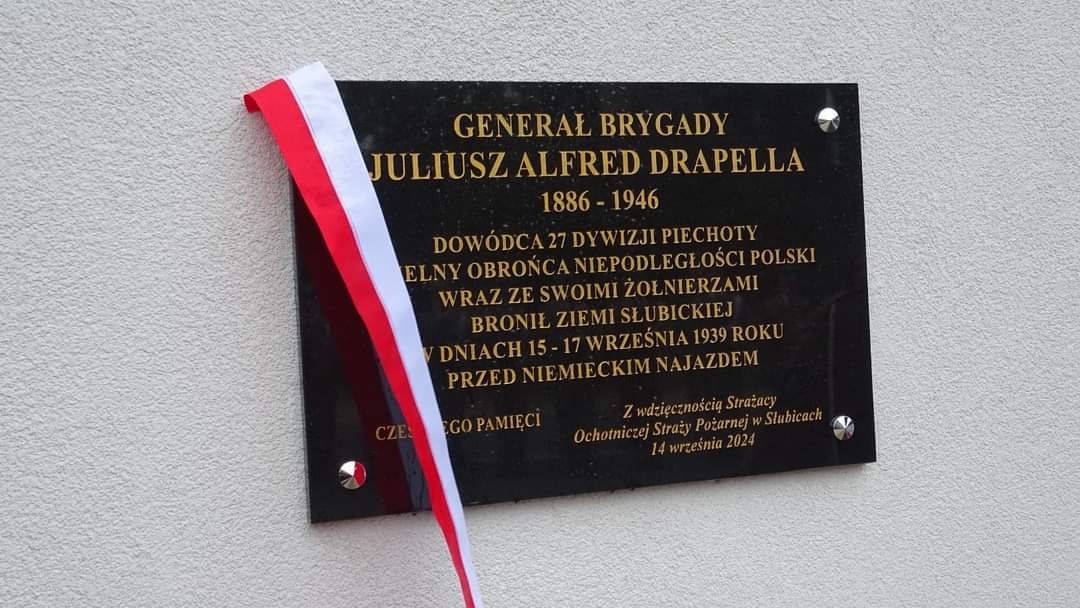 GENERAŁ BRYGADY
JULIUSZ ALFRED DRAPELLA
1886 - 1946
DOWÓDCA 27 DYWIZJI PIECHOTY
OBROŃCA NIEPODLEGŁOŚCI POLSKI
WRAZ ZE SWOIMI ŻOŁNIERZAMI
BRONIŁ ZIEMI SŁUBICKIEJ
W DNIACH 15 - 17 WRZEŚNIA 1939 ROKU
PRZED NIEMIECKIM NAJAZDEM
PAMIĘCI
Z wdzięcznością Strażacy
Ochotniczej Straży Pożarnej w Słubicach
14 września 2024